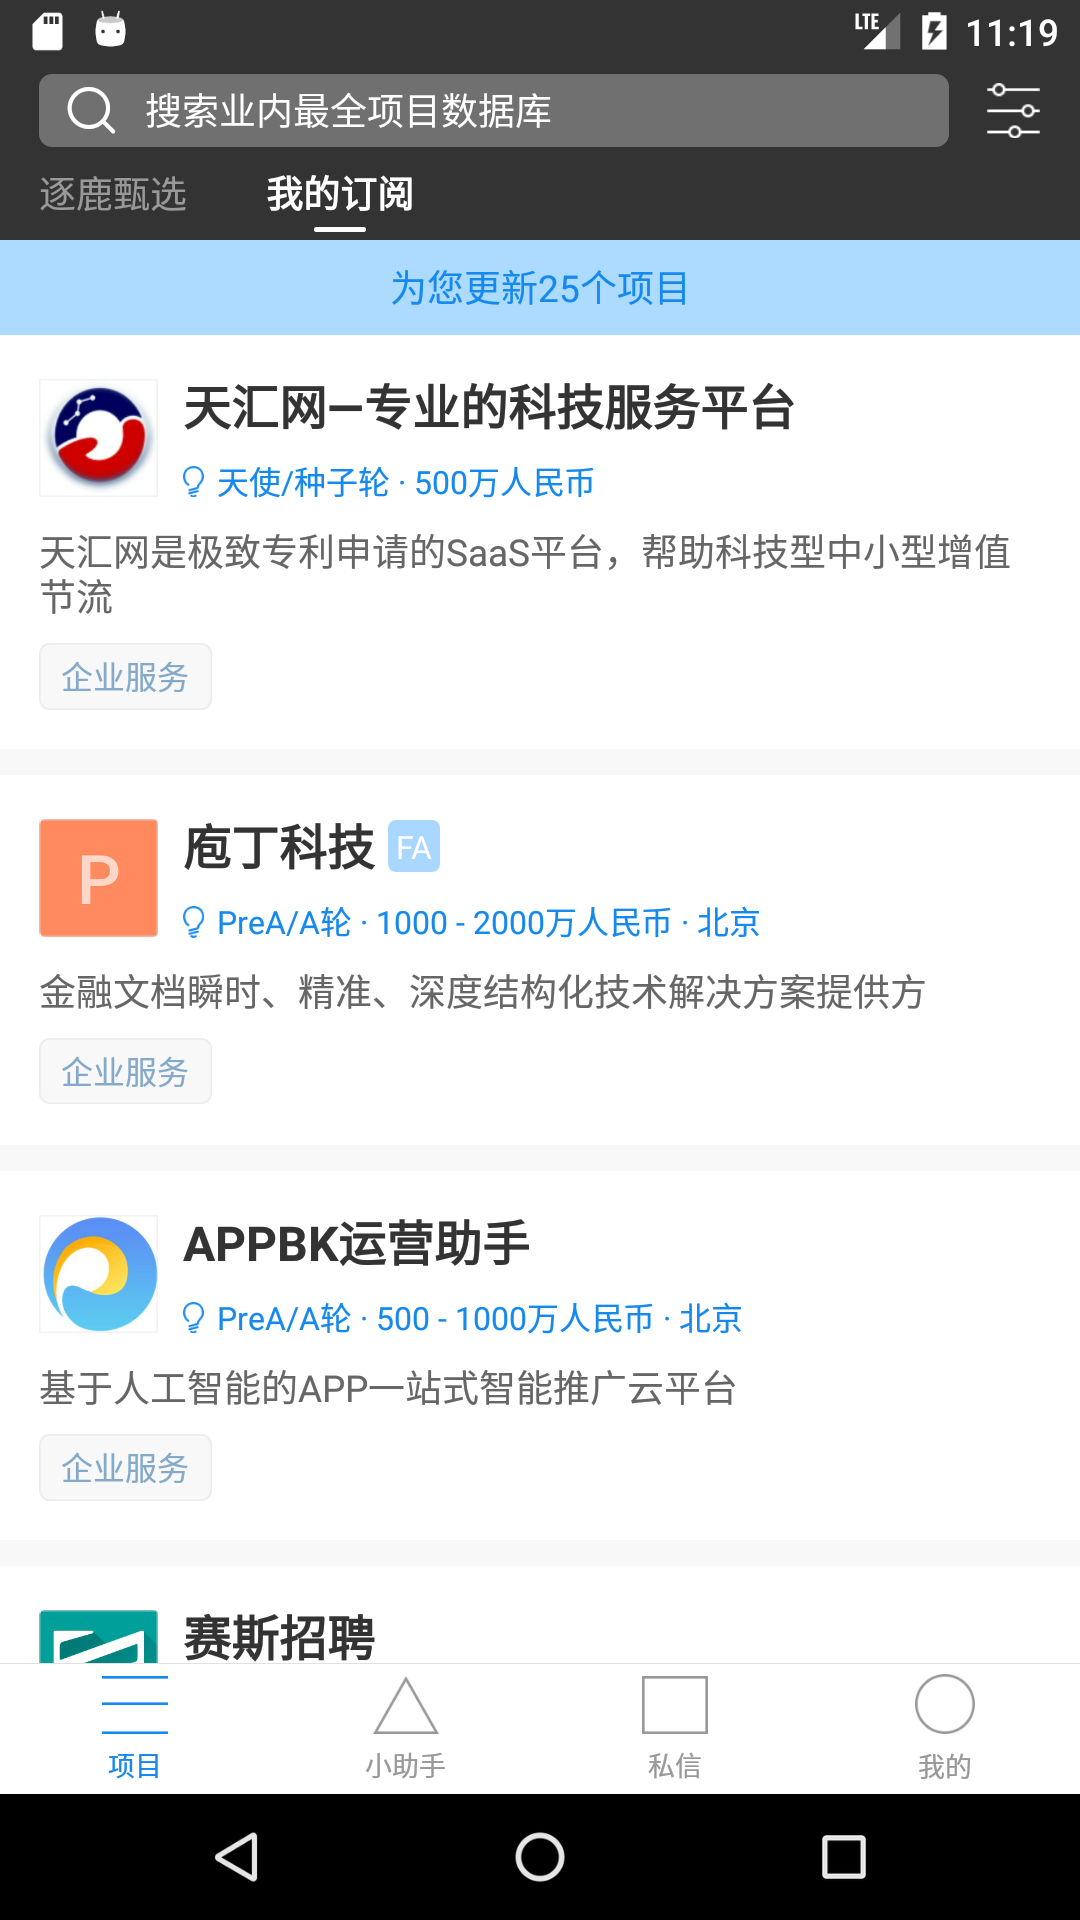 LTE 11:19
搜索业内最全项目数据库
逐鹿甄选 我的订阅
为您更新25个项目
天汇网—专业的科技服务平台
天使/种子轮 · 500万人民币
天汇网是极致专利申请的SaaS平台，帮助科技型中小型增值
节流
企业服务
P
庖丁科技 FA
PreA/A轮 · 1000 - 2000万人民币 · 北京
金融文档瞬时、精准、深度结构化技术解决方案提供方
企业服务
APPBK运营助手
PreA/A轮 · 500 - 1000万人民币 · 北京
基于人工智能的APP一站式智能推广云平台
企业服务
赛斯招聘
项目 小助手 私信 我的